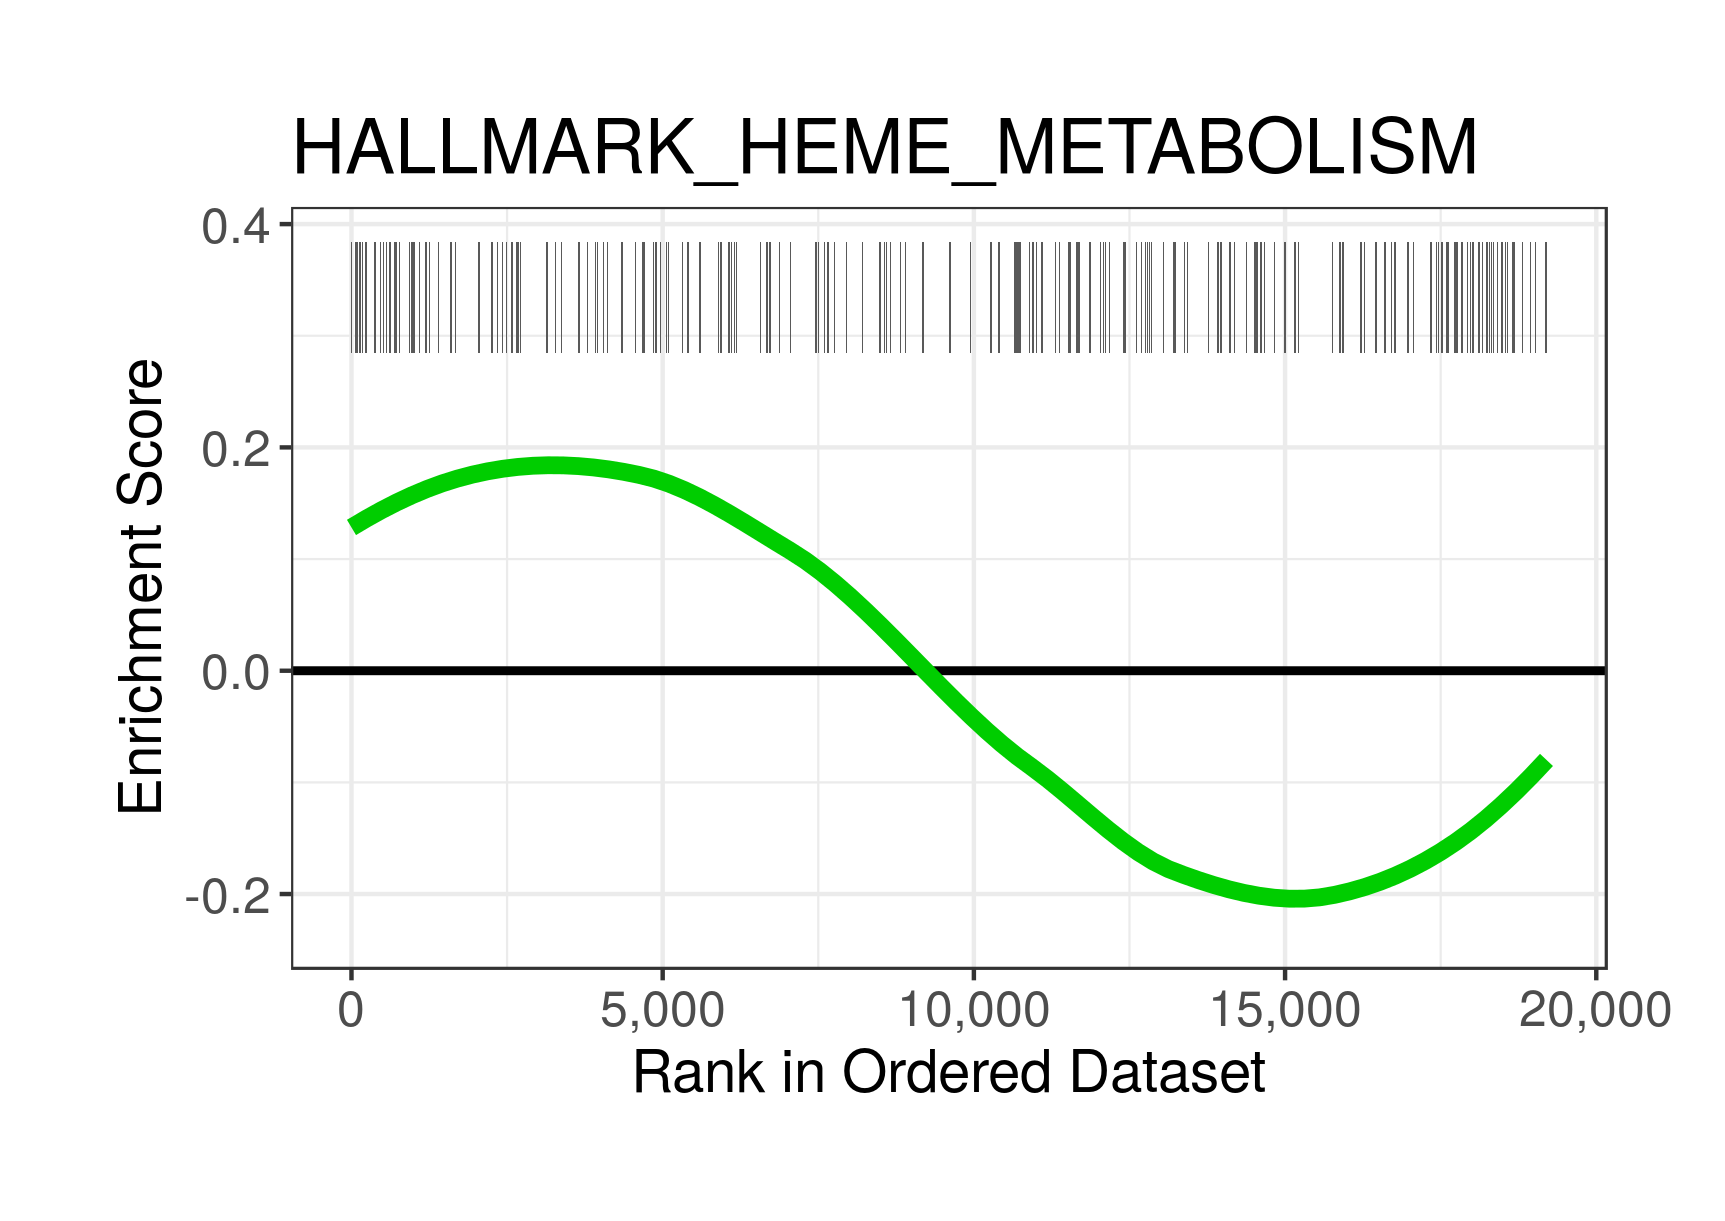 HALLMARK_HEME_METABOLISM
0.4
0.2
0.0
-0.2
Enrichment Score
0 5,000 10,000 15,000 20,000
Rank in Ordered Dataset